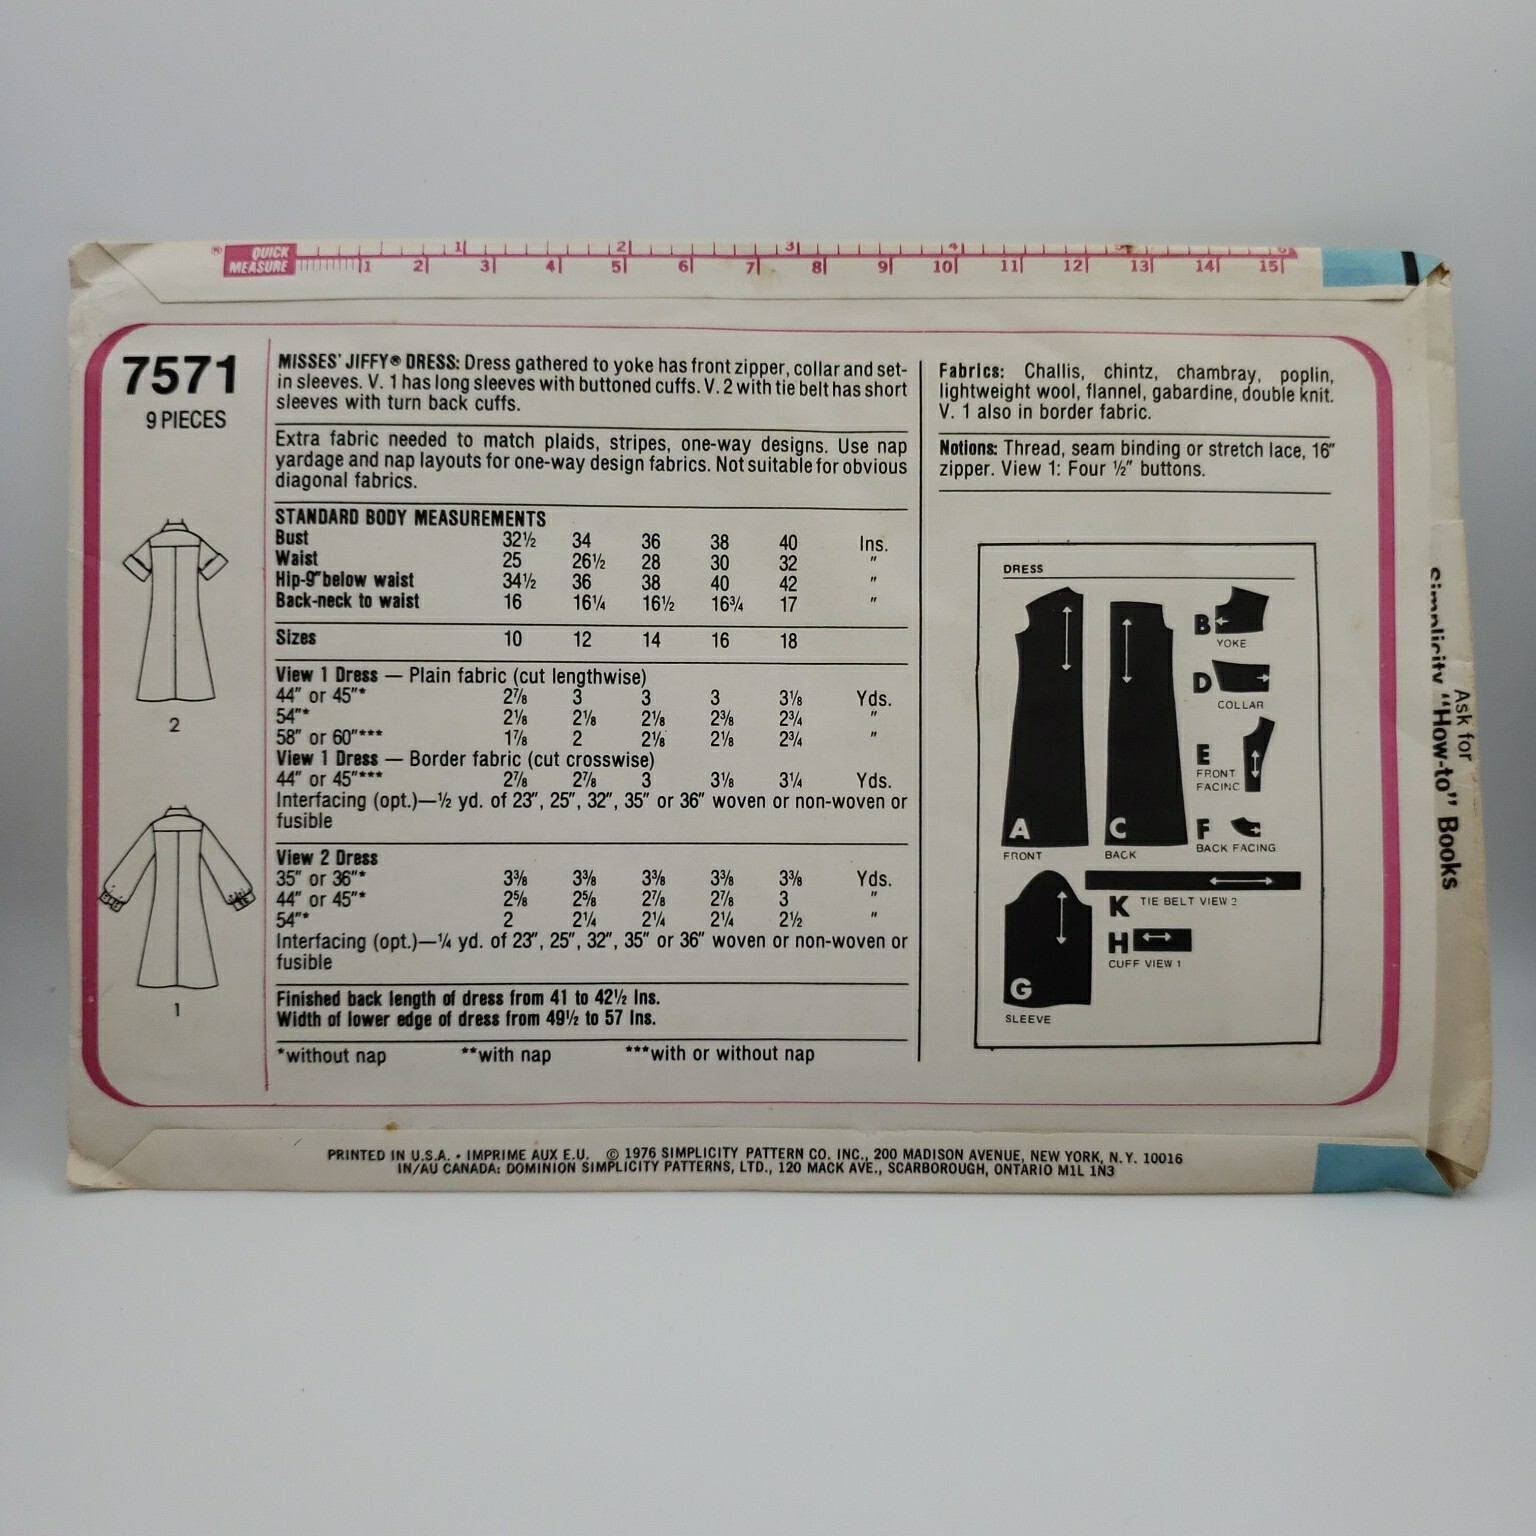 ® QUICK MEASURE
1 2 3 4 5 6
1 2 3 4 5 6 7 8 9 10 11 12 13 14 15
7571
9 PIECES
2
1
MISSES' JIFFY® DRESS: Dress gathered to yoke has front zipper, collar and set-
in sleeves. V. 1 has long sleeves with buttoned cuffs. V. 2 with tie belt has short
sleeves with turn back cuffs.
Extra fabric needed to match plaids, stripes, one-way designs. Use nap
yardage and nap layouts for one-way design fabrics. Not suitable for obvious
diagonal fabrics.
STANDARD BODY MEASUREMENTS
Bust 32½ 34 36 38 40 Ins.
Waist 25 26½ 28 30 32 "
Hip-9" below waist 34½ 36 38 40 42 "
Back-neck to waist 16 16¼ 16½ 16¾ 17 "
Sizes 10 12 14 16 18
View 1 Dress — Plain fabric (cut lengthwise)
44" or 45"* 2⅞ 3 3 3 3⅛ Yds.
54"* 2⅛ 2⅛ 2⅛ 2⅜ 2¾ "
58" or 60"*** 1⅞ 2 2⅛ 2⅛ 2¾ "
View 1 Dress — Border fabric (cut crosswise)
44" or 45"*** 2⅞ 2⅞ 3 3⅛ 3¼ Yds.
Interfacing (opt.)—½ yd. of 23", 25", 32", 35" or 36" woven or non-woven or
fusible
View 2 Dress
35" or 36"* 3⅜ 3⅜ 3⅜ 3⅜ 3⅜ Yds.
44" or 45"* 2⅝ 2⅝ 2⅞ 2⅞ 3 "
54"* 2 2¼ 2¼ 2¼ 2½ "
Interfacing (opt.)—¼ yd. of 23", 25", 32", 35" or 36" woven or non-woven or
fusible
Finished back length of dress from 41 to 42½ Ins.
Width of lower edge of dress from 49½ to 57 Ins.
*without nap **with nap ***with or without nap
Fabrics: Challis, chintz, chambray, poplin,
lightweight wool, flannel, gabardine, double knit.
V. 1 also in border fabric.
Notions: Thread, seam binding or stretch lace, 16"
zipper. View 1: Four ½" buttons.
DRESS
A
FRONT
C
BACK
B
YOKE
D
COLLAR
E
FRONT
FACING
F
BACK FACING
K TIE BELT VIEW 2
H
CUFF VIEW 1
G
SLEEVE
Ask for
Simplicity "How-to" Books
PRINTED IN U.S.A. • IMPRIME AUX E.U. © 1976 SIMPLICITY PATTERN CO. INC., 200 MADISON AVENUE, NEW YORK, N.Y. 10016
IN/AU CANADA: DOMINION SIMPLICITY PATTERNS, LTD., 120 MACK AVE., SCARBOROUGH, ONTARIO M1L 1N3